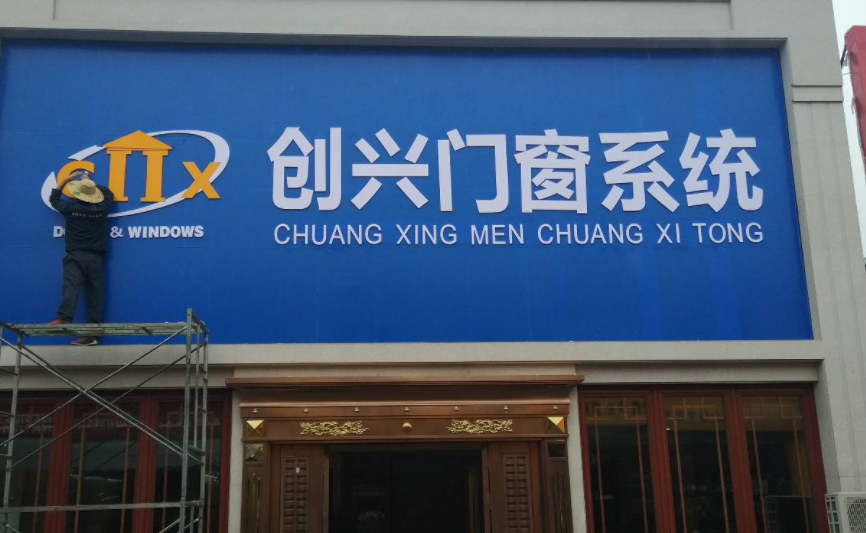 创兴门窗系统
CHUANG XING MEN CHUANG XI TONG
& WINDOWS